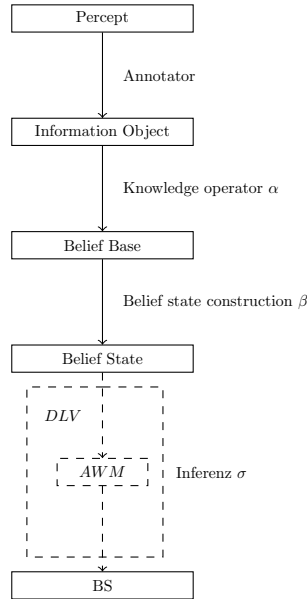 Percept
Annotator
Information Object
Knowledge operator α
Belief Base
Belief state construction β
Belief State
DLV
AWM
Inferenz σ
BS